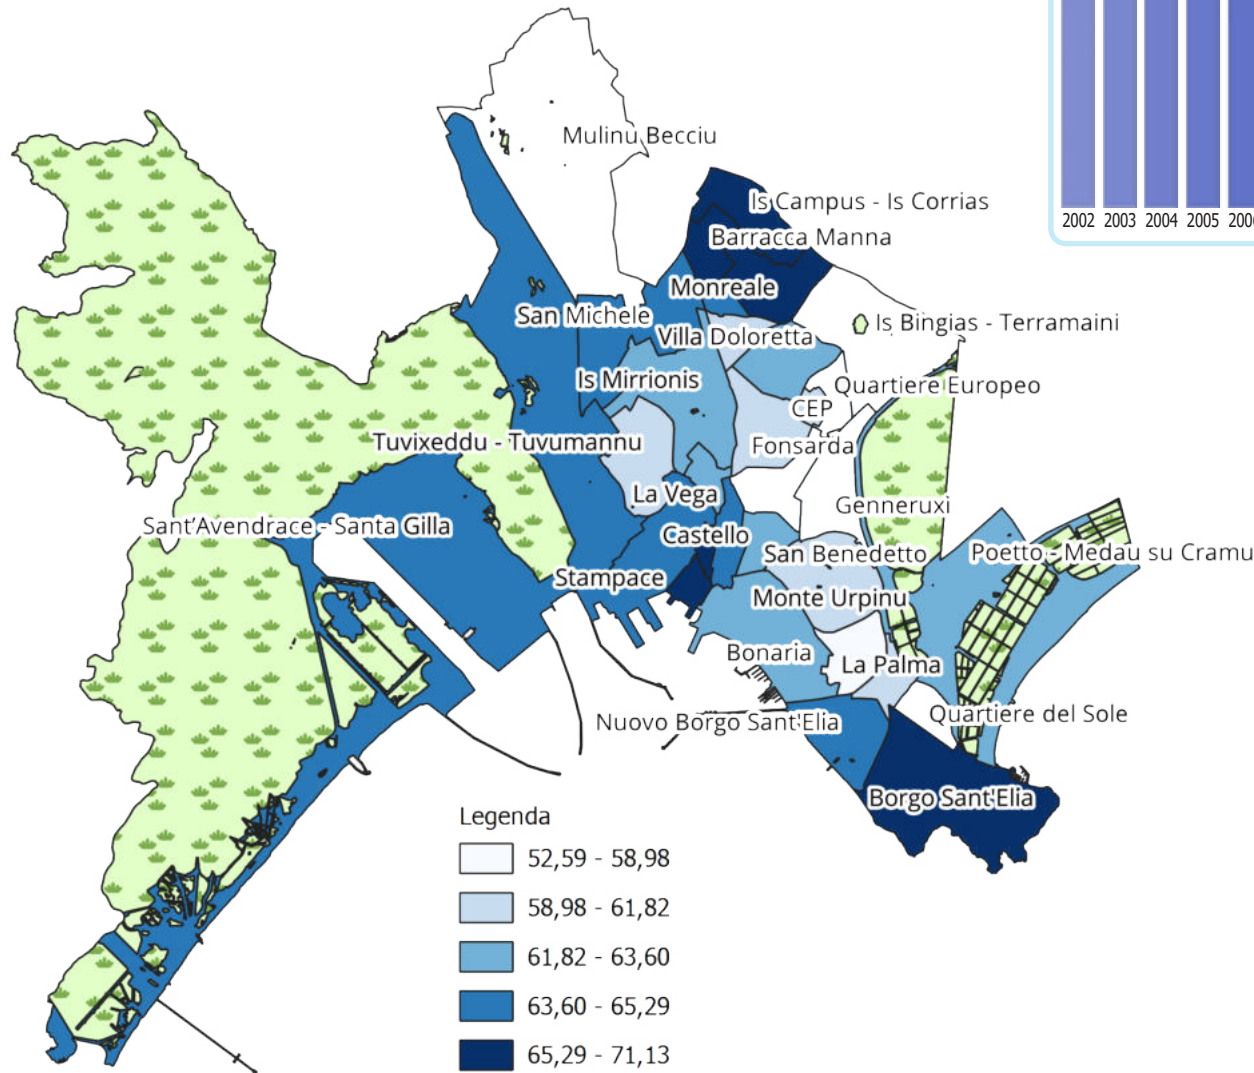 2002 2003 2004 2005
Mulinu Becciu
Is Campus - Is Corrias
Barracca Manna
Monreale
San Michele
Is Bingias - Terramaini
Villa Doloretta
Is Mirrionis
Quartiere Europeo
CEP
Tuvixeddu - Tuvumannu
Fonsarda
La Vega
Genneruxi
Sant'Avendrace - Santa Gilla
Castello
San Benedetto
Poetto - Medau su Cramu
Stampace
Monte Urpinu
Bonaria
La Palma
Nuovo Borgo Sant'Elia
Quartiere del Sole
Borgo Sant'Elia
Legenda
52,59 - 58,98
58,98 - 61,82
61,82 - 63,60
63,60 - 65,29
65,29 - 71,13